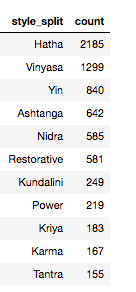 style_split count
Hatha 2185
Vinyasa 1299
Yin 840
Ashtanga 642
Nidra 585
Restorative 581
Kundalini 249
Power 219
Kriya 183
Karma 167
Tantra 155